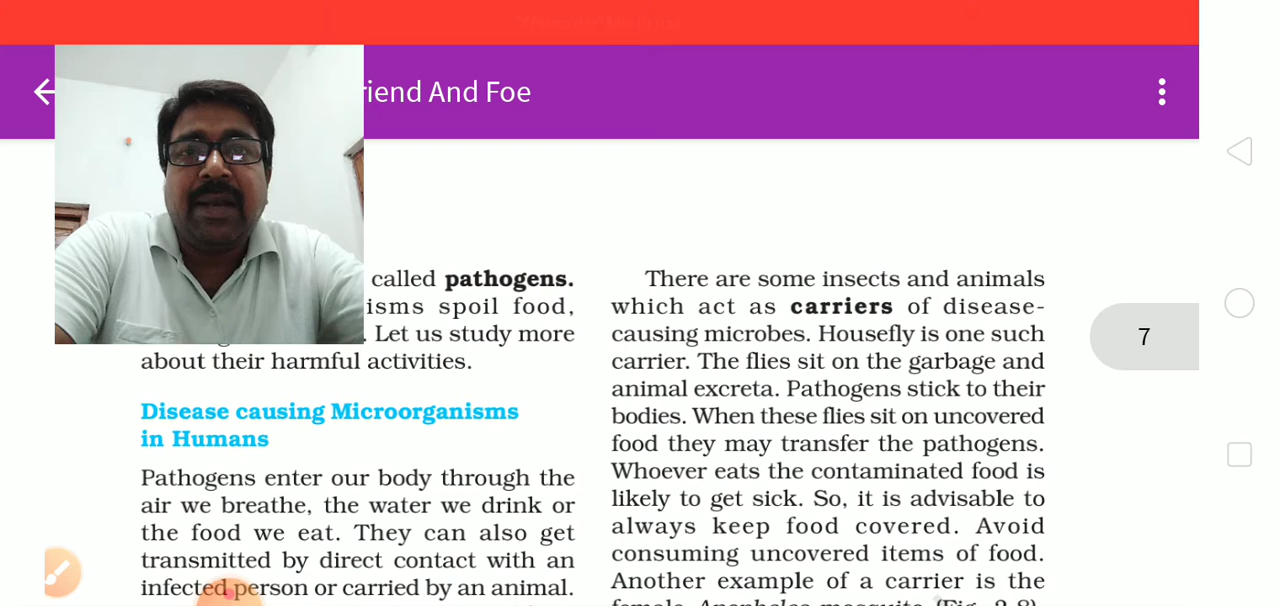 riend And Foe
called pathogens.
isms spoil food,
. Let us study more
about their harmful activities.
Disease causing Microorganisms
in Humans
Pathogens enter our body through the
air we breathe, the water we drink or
the food we eat. They can also get
transmitted by direct contact with an
infected person or carried by an animal.
There are some insects and animals
which act as carriers of disease-
causing microbes. Housefly is one such
carrier. The flies sit on the garbage and
animal excreta. Pathogens stick to their
bodies. When these flies sit on uncovered
food they may transfer the pathogens.
Whoever eats the contaminated food is
likely to get sick. So, it is advisable to
always keep food covered. Avoid
consuming uncovered items of food.
Another example of a carrier is the
female Anopheles mosquito (Fig. 2.8)
7